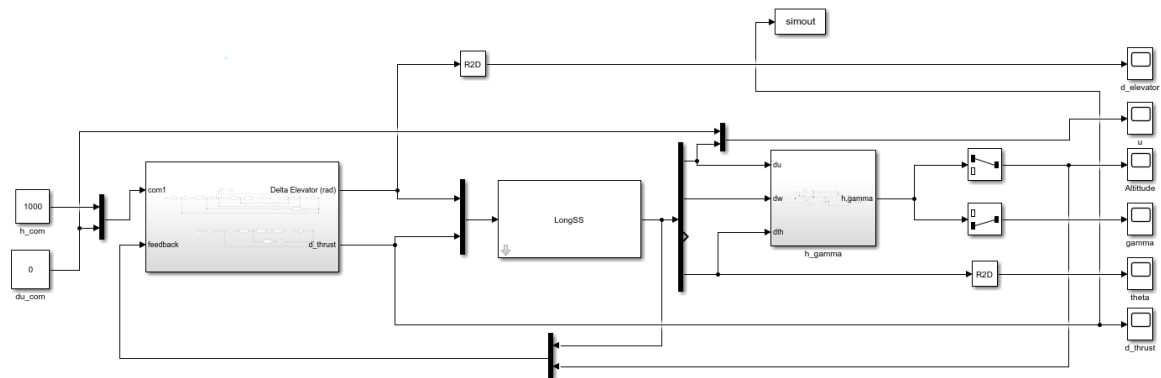 simout
R2D
d_elevator
u
com1
Delta Elevator (rad)
feedback
d_thrust
1000
h_com
0
du_com
LongSS
du
dw
dth
h,gamma
h_gamma
Altittude
gamma
R2D
theta
d_thrust